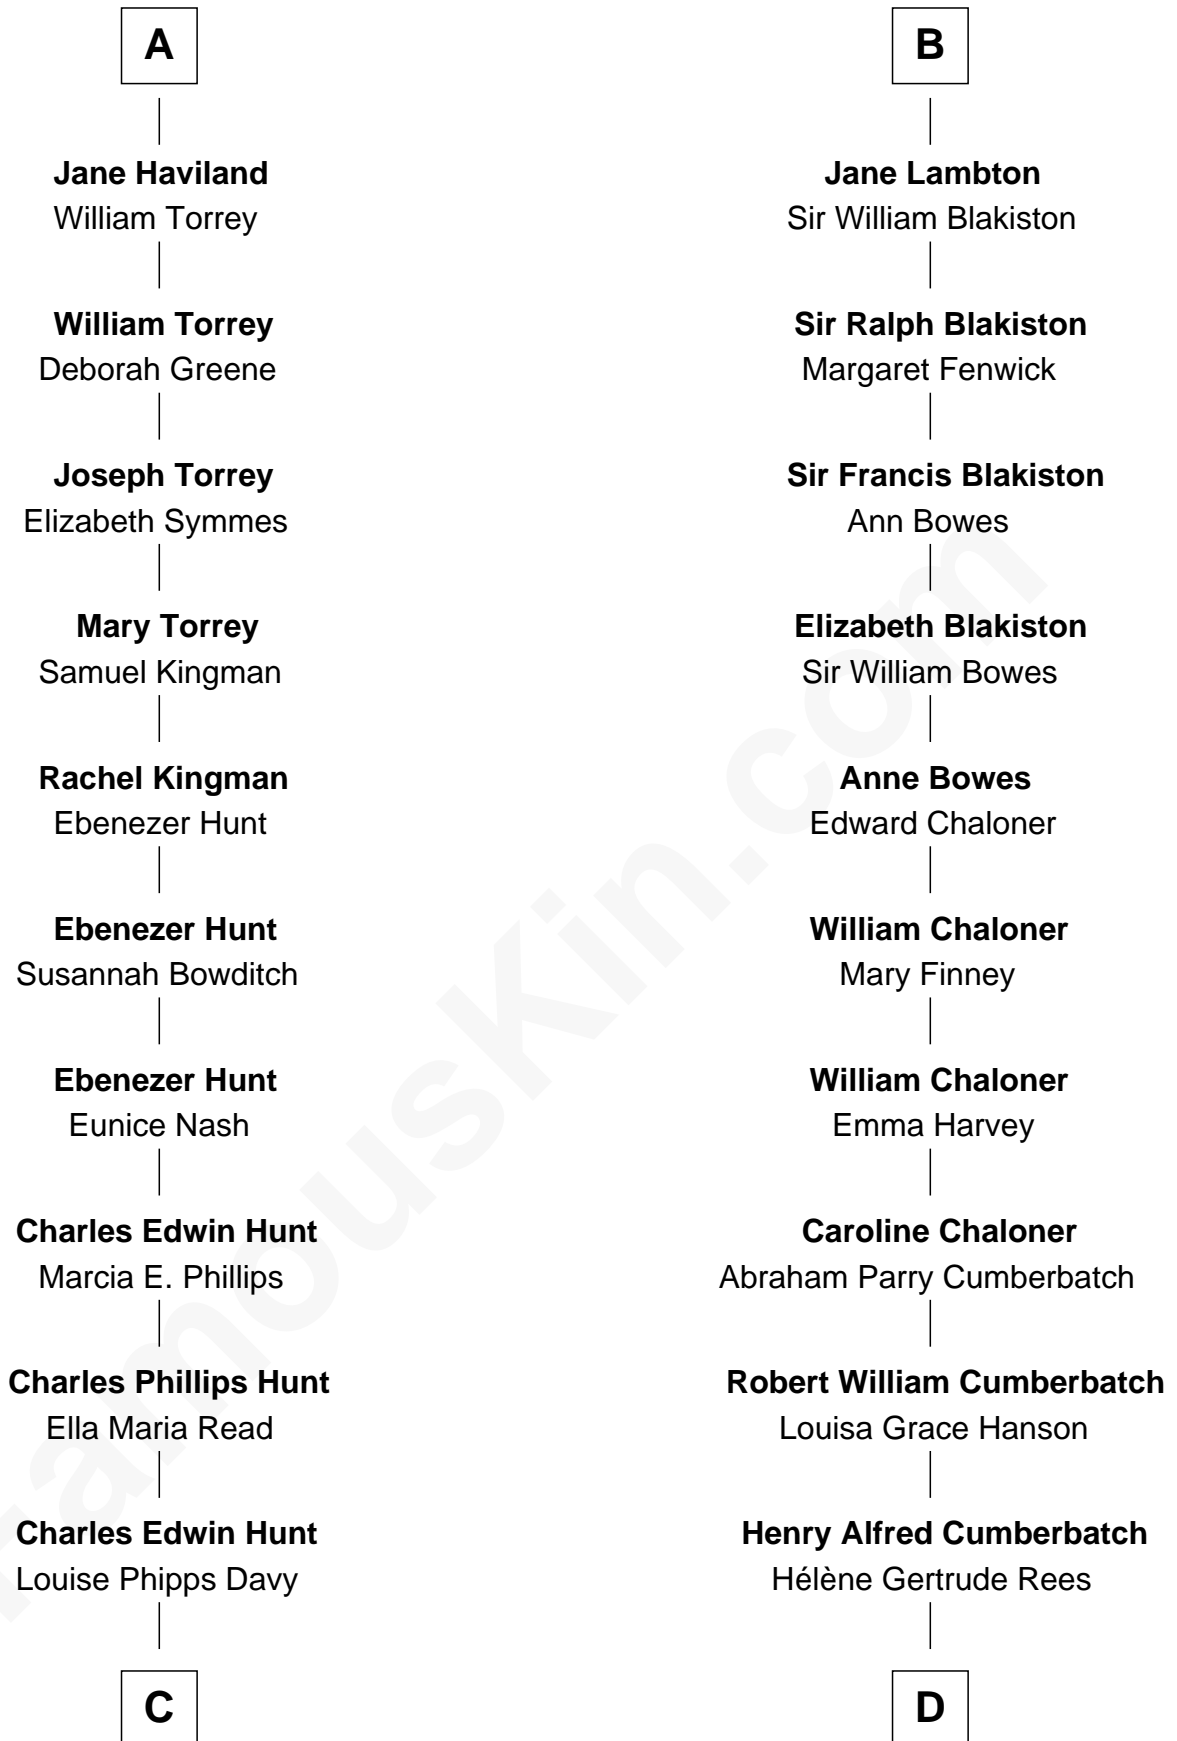 A
Jane Haviland
William Torrey
William Torrey
Deborah Greene
Joseph Torrey
Elizabeth Symmes
Mary Torrey
Samuel Kingman
Rachel Kingman
Ebenezer Hunt
Ebenezer Hunt
Susannah Bowditch
Ebenezer Hunt
Eunice Nash
Charles Edwin Hunt
Marcia E. Phillips
Charles Phillips Hunt
Ella Maria Read
Charles Edwin Hunt
Louise Phipps Davy
C
B
Jane Lambton
Sir William Blakiston
Sir Ralph Blakiston
Margaret Fenwick
Sir Francis Blakiston
Ann Bowes
Elizabeth Blakiston
Sir William Bowes
Anne Bowes
Edward Chaloner
William Chaloner
Mary Finney
William Chaloner
Emma Harvey
Caroline Chaloner
Abraham Parry Cumberbatch
Robert William Cumberbatch
Louisa Grace Hanson
Henry Alfred Cumberbatch
Hélène Gertrude Rees
D
FamousKin.com